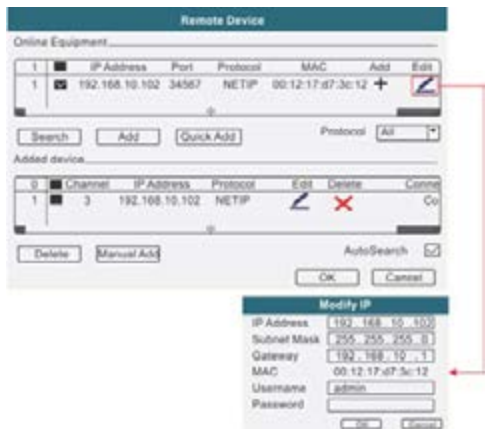 Remote Device
Online Equipment
1 IP Address Port Protocol MAC Add Edit
1 192.168.10.102 34567 NETIP 00:12:17:d7:3c:12
Search Add Quick Add Protocol All
Added device
0 Channel IP Address Protocol Edit Delete Conne
1 3 192.168.10.102 NETIP Co
Delete Manual Add AutoSearch
OK Cancel
Modify IP
IP Address 192 . 168 . 10 . 102
Subnet Mask 255 . 255 . 255 . 0
Gateway 192 . 168 . 10 . 1
MAC 00:12:17:d7:3c:12
Username admin
Password
OK Cancel